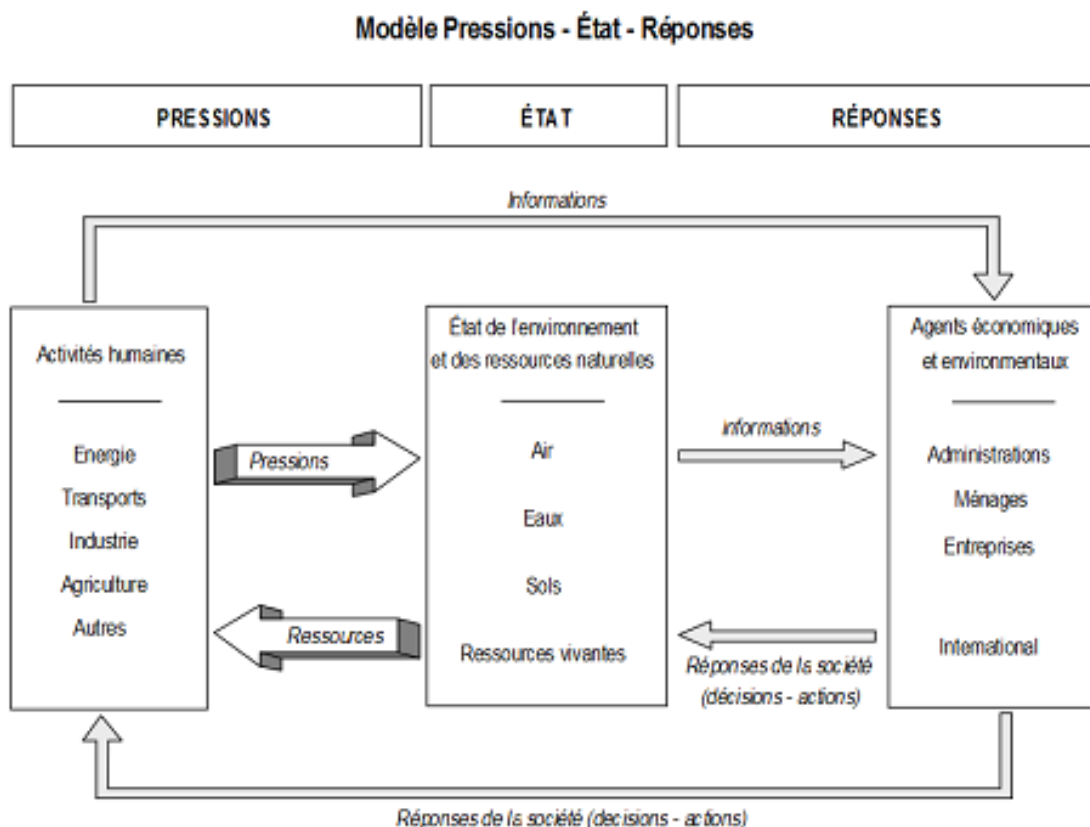 Modèle Pressions - État - Réponses
PRESSIONS
ÉTAT
RÉPONSES
Informations
Activités humaines
Energie
Transports
Industrie
Agriculture
Autres
Pressions
Ressources
État de l'environnement
et des ressources naturelles
Air
Eaux
Sols
Ressources vivantes
Informations
Réponses de la société
(décisions - actions)
Agents économiques
et environnementaux
Administrations
Ménages
Entreprises
International
Réponses de la société (decisions - actions)